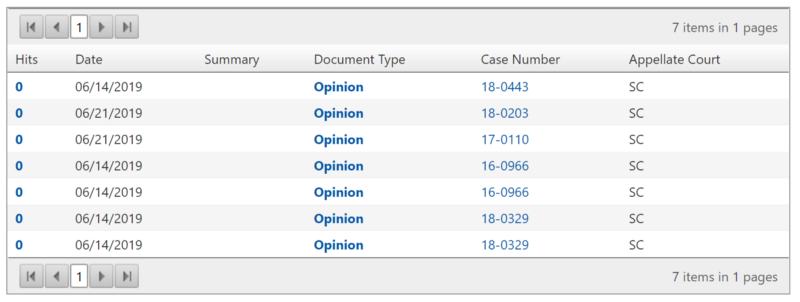 1 7 items in 1 pages
Hits Date Summary Document Type Case Number Appellate Court
0 06/14/2019 Opinion 18-0443 SC
0 06/21/2019 Opinion 18-0203 SC
0 06/21/2019 Opinion 17-0110 SC
0 06/14/2019 Opinion 16-0966 SC
0 06/14/2019 Opinion 16-0966 SC
0 06/14/2019 Opinion 18-0329 SC
0 06/14/2019 Opinion 18-0329 SC
1 7 items in 1 pages